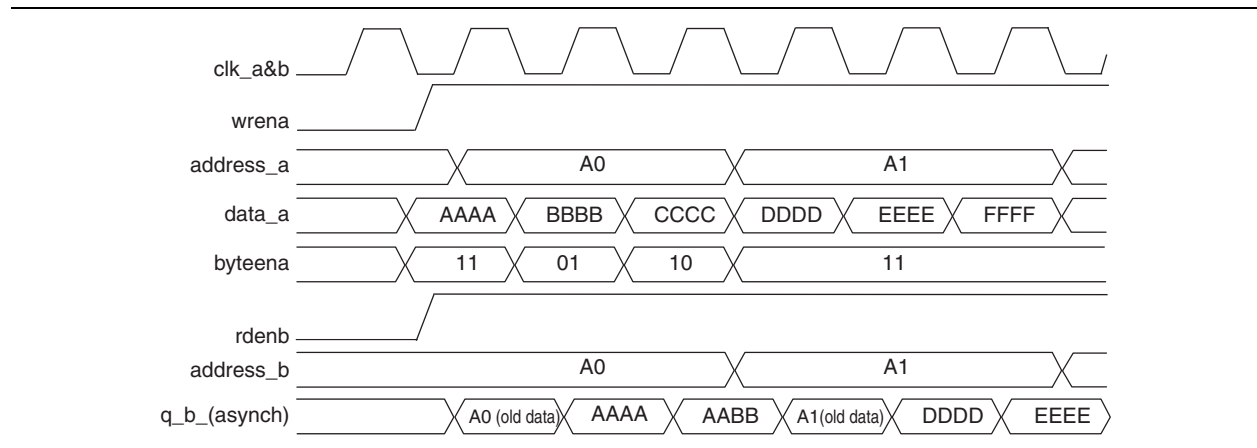 clk_a&b
wrena
address_a A0 A1
data_a AAAA BBBB CCCC DDDD EEEE FFFF
byteena 11 01 10 11
rdenb
address_b A0 A1
q_b_(asynch) A0 (old data) AAAA AABB A1(old data) DDDD EEEE